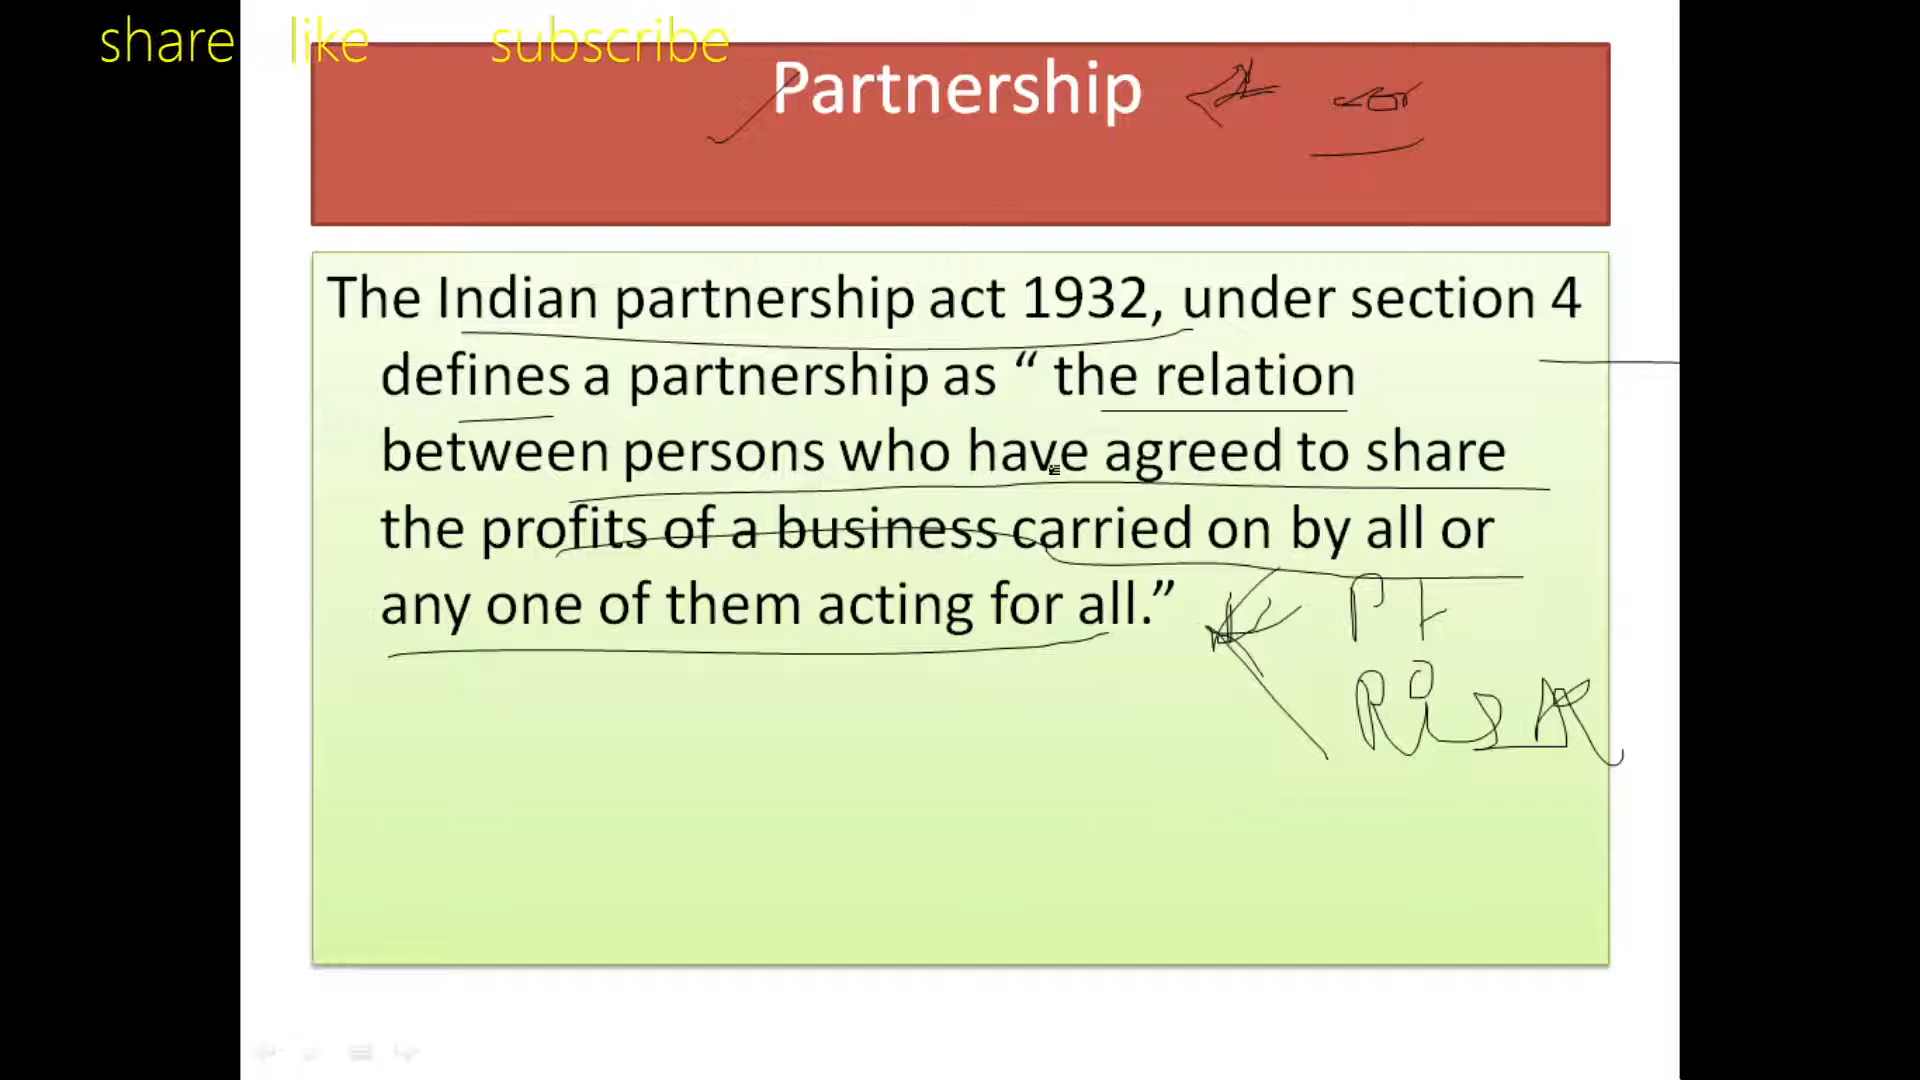 share like subscribe
Partnership
The Indian partnership act 1932, under section 4
defines a partnership as “ the relation
between persons who have agreed to share
the profits of a business carried on by all or
any one of them acting for all.”
Risk